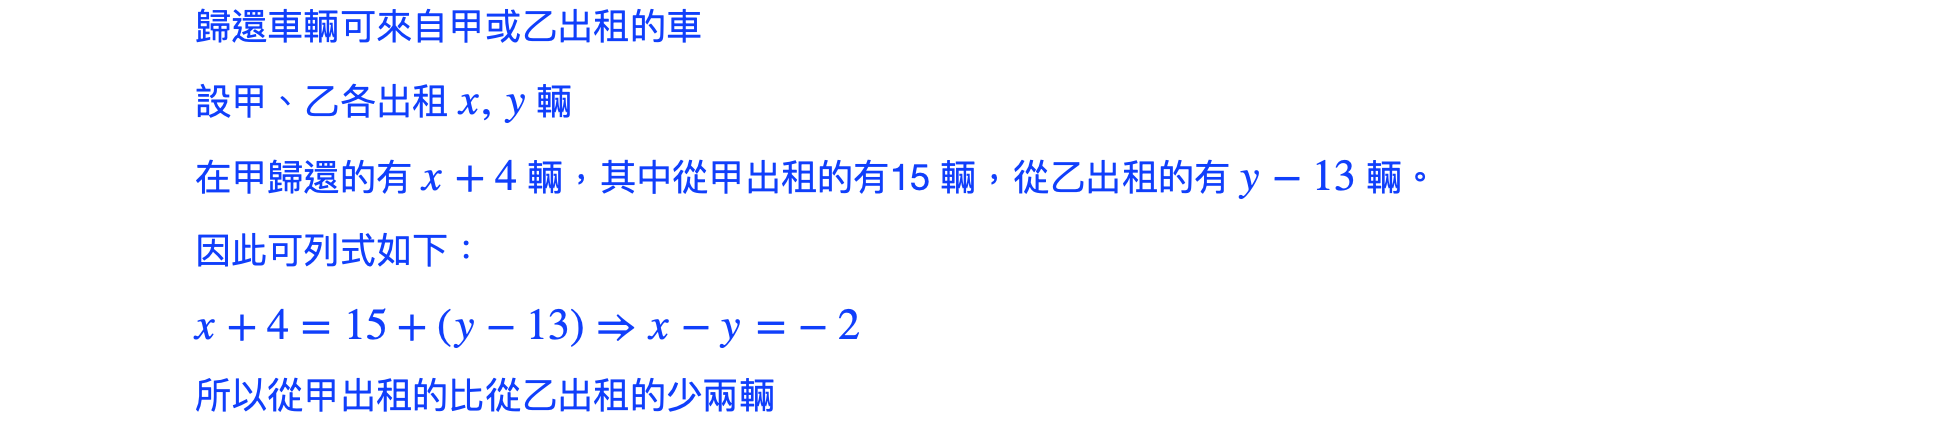 歸還車輛可來自甲或乙出租的車
設甲、乙各出租 x, y 輛
在甲歸還的有 x + 4 輛，其中從甲出租的有15 輛，從乙出租的有 y − 13 輛。
因此可列式如下：
x + 4 = 15 + (y − 13) ⇒ x − y = − 2
所以從甲出租的比從乙出租的少兩輛